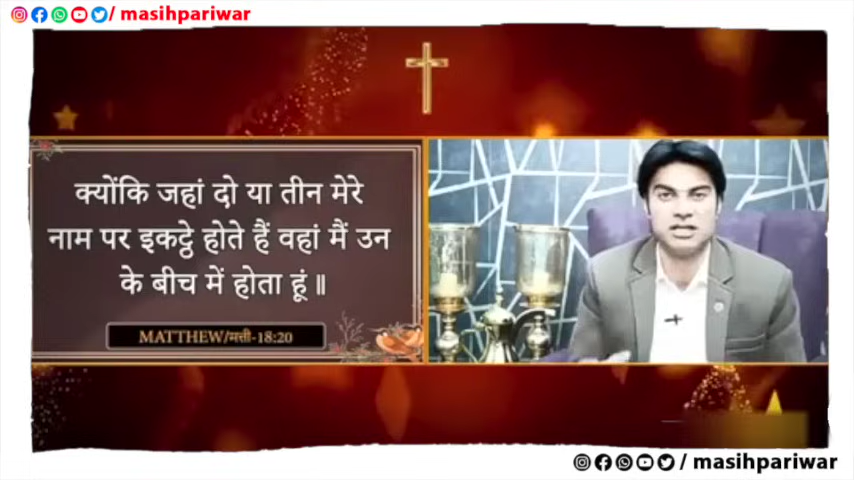 / masihpariwar
क्योंकि जहां दो या तीन मेरे
नाम पर इकट्ठे होते हैं वहां मैं उन
के बीच में होता हूं ॥
MATTHEW/मत्ती-18:20
/ masihpariwar